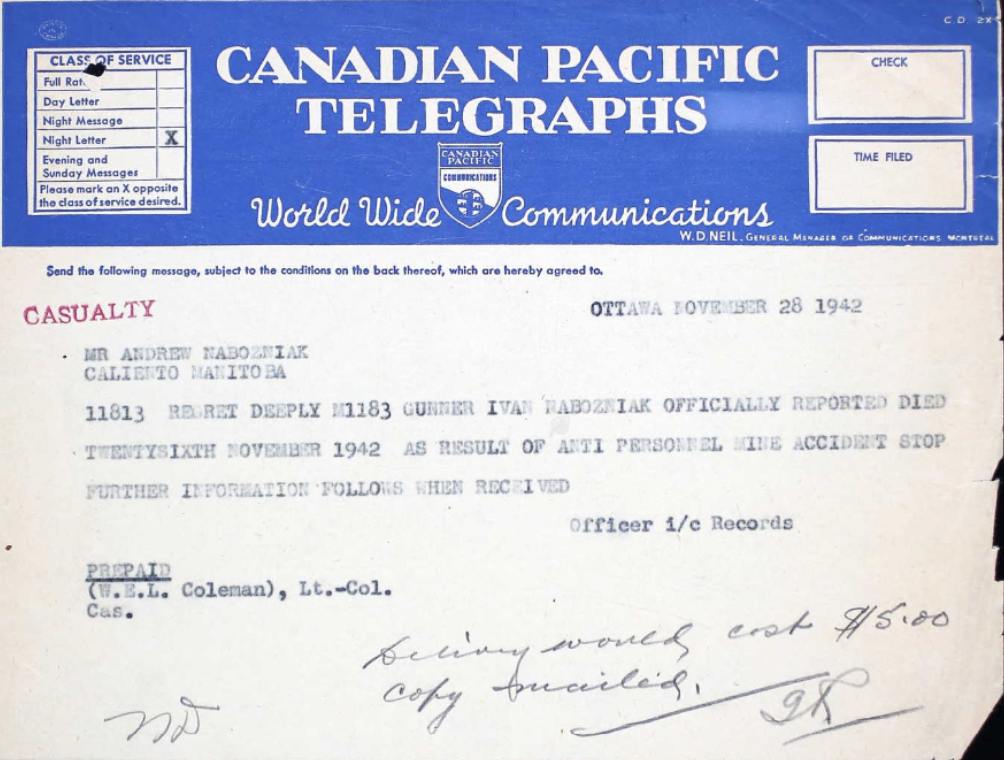 C.D. 2X
CLASS OF SERVICE
Full Rat
Day Letter
Night Message
Night Letter X
Evening and
Sunday Messages
Please mark an X opposite
the class of service desired.
CANADIAN PACIFIC
TELEGRAPHS
CANADIAN
PACIFIC
COMMUNICATIONS
World Wide Communications
W.D. NEIL, GENERAL MANAGER OF COMMUNICATIONS MONTREAL
CHECK
TIME FILED
Send the following message, subject to the conditions on the back thereof, which are hereby agreed to.
CASUALTY
OTTAWA NOVEMBER 28 1942
MR ANDREW NABOZNIAK
CALIENTO MANITOBA
11813 REGRET DEEPLY M1183 GUNNER IVAN NABOZNIAK OFFICIALLY REPORTED DIED
TWENTYSIXTH NOVEMBER 1942 AS RESULT OF ANTI PERSONNEL MINE ACCIDENT STOP
FURTHER INFORMATION FOLLOWS WHEN RECEIVED
Officer i/c Records
PREPAID
(W.E.L. Coleman), Lt.-Col.
Cas.
Delivery would cost $5.00
copy mailed.